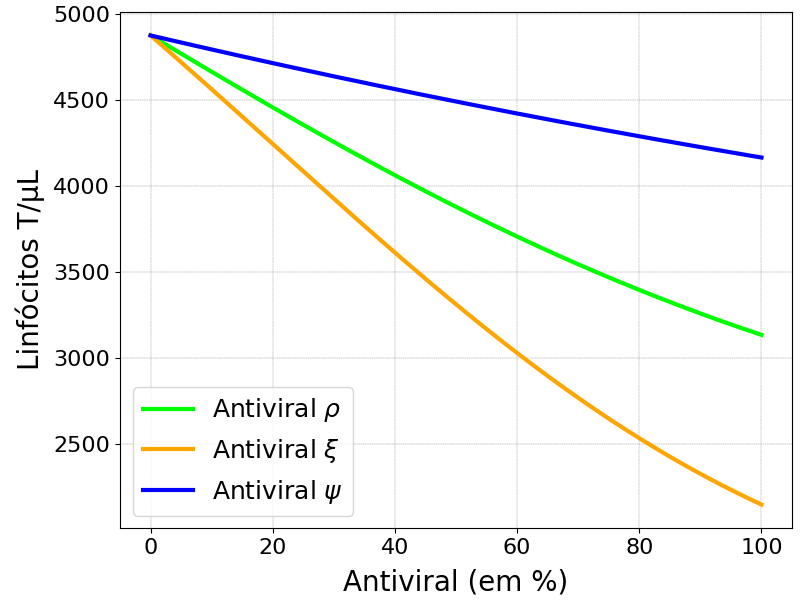 5000
4500
4000
3500
3000
2500
Linfócitos T/μL
Antiviral ρ
Antiviral ξ
Antiviral ψ
0 20 40 60 80 100
Antiviral (em %)